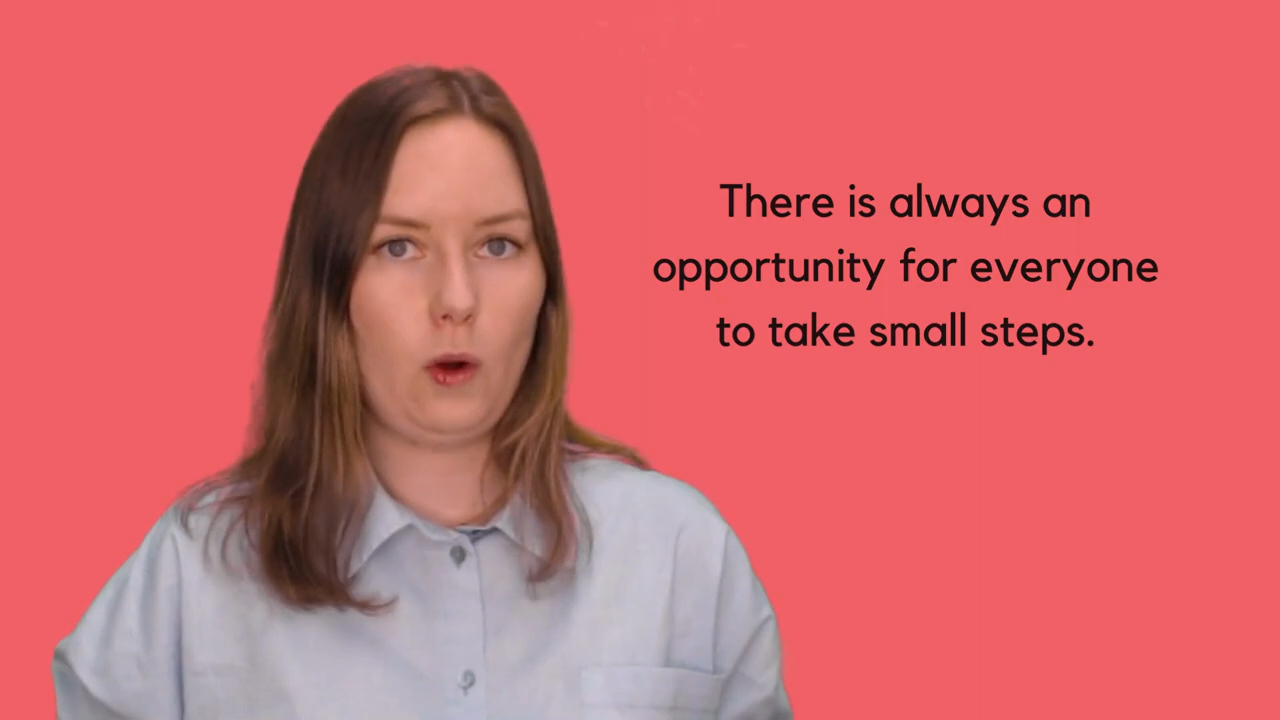 There is always an
opportunity for everyone
to take small steps.